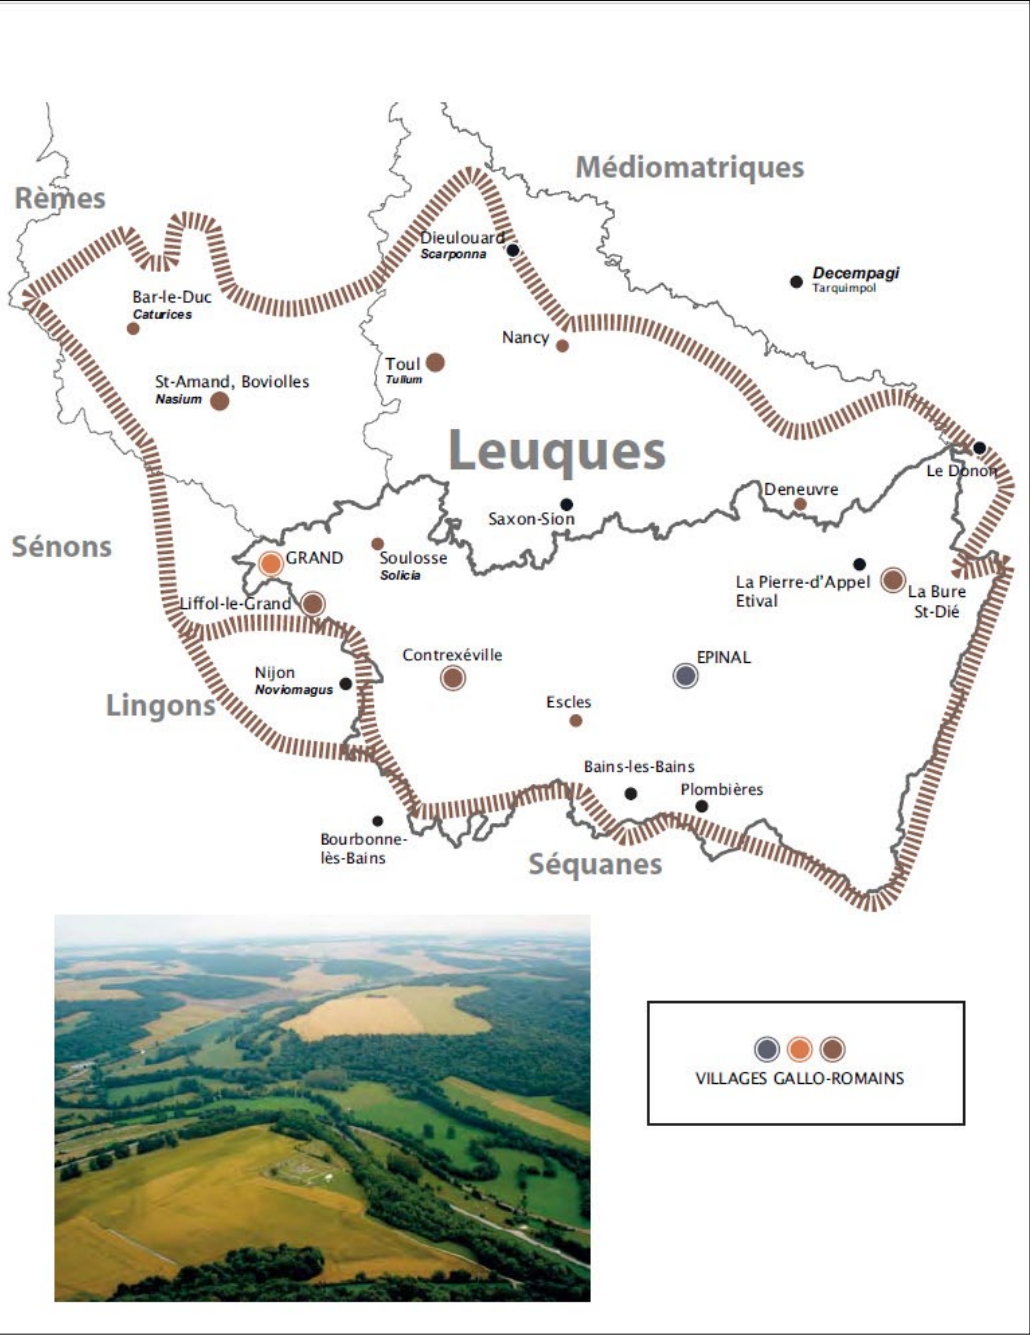 Médiomatriques
Rèmes
Dieulouard
Scarponna
Decempagi
Tarquimpol
Bar-le-Duc
Caturices
Nancy
Toul
Tullum
St-Amand, Boviolles
Nasium
Leuques
Le Donon
Deneuvre
Saxon-Sion
Sénons
GRAND
Soulosse
Solicia
La Pierre-d'Appel
Etival
La Bure
St-Dié
Liffol-le-Grand
Contrexéville
EPINAL
Nijon
Noviomagus
Lingons
Escles
Bains-les-Bains
Plombières
Bourbonne-
lès-Bains
Séquanes
VILLAGES GALLO-ROMAINS